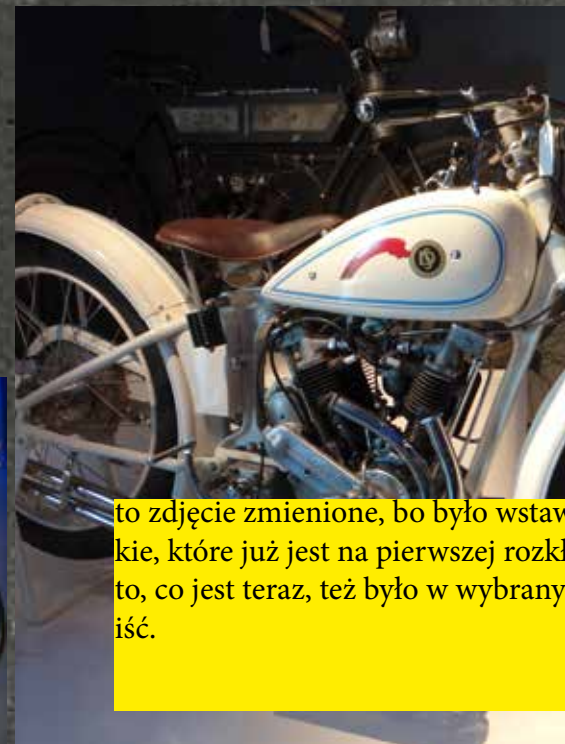 to zdjęcie zmienione, bo było wstaw
kie, które już jest na pierwszej rozkł
to, co jest teraz, też było w wybrany
iść.